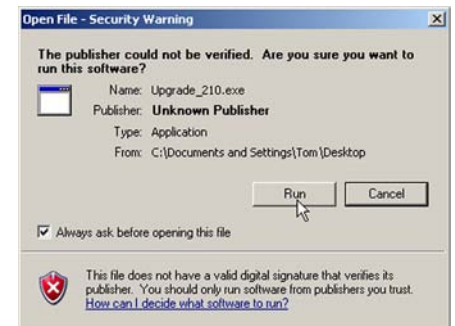 Open File - Security Warning
The publisher could not be verified. Are you sure you want to
run this software?
Name: Upgrade_210.exe
Publisher: Unknown Publisher
Type: Application
From: C:\Documents and Settings\Tom\Desktop
Run Cancel
Always ask before opening this file
This file does not have a valid digital signature that verifies its
publisher. You should only run software from publishers you trust.
How can I decide what software to run?